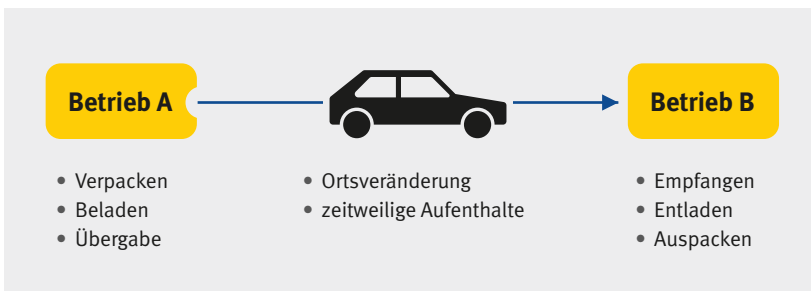 Betrieb A
Betrieb B
• Verpacken
• Beladen
• Übergabe
• Ortsveränderung
• zeitweilige Aufenthalte
• Empfangen
• Entladen
• Auspacken